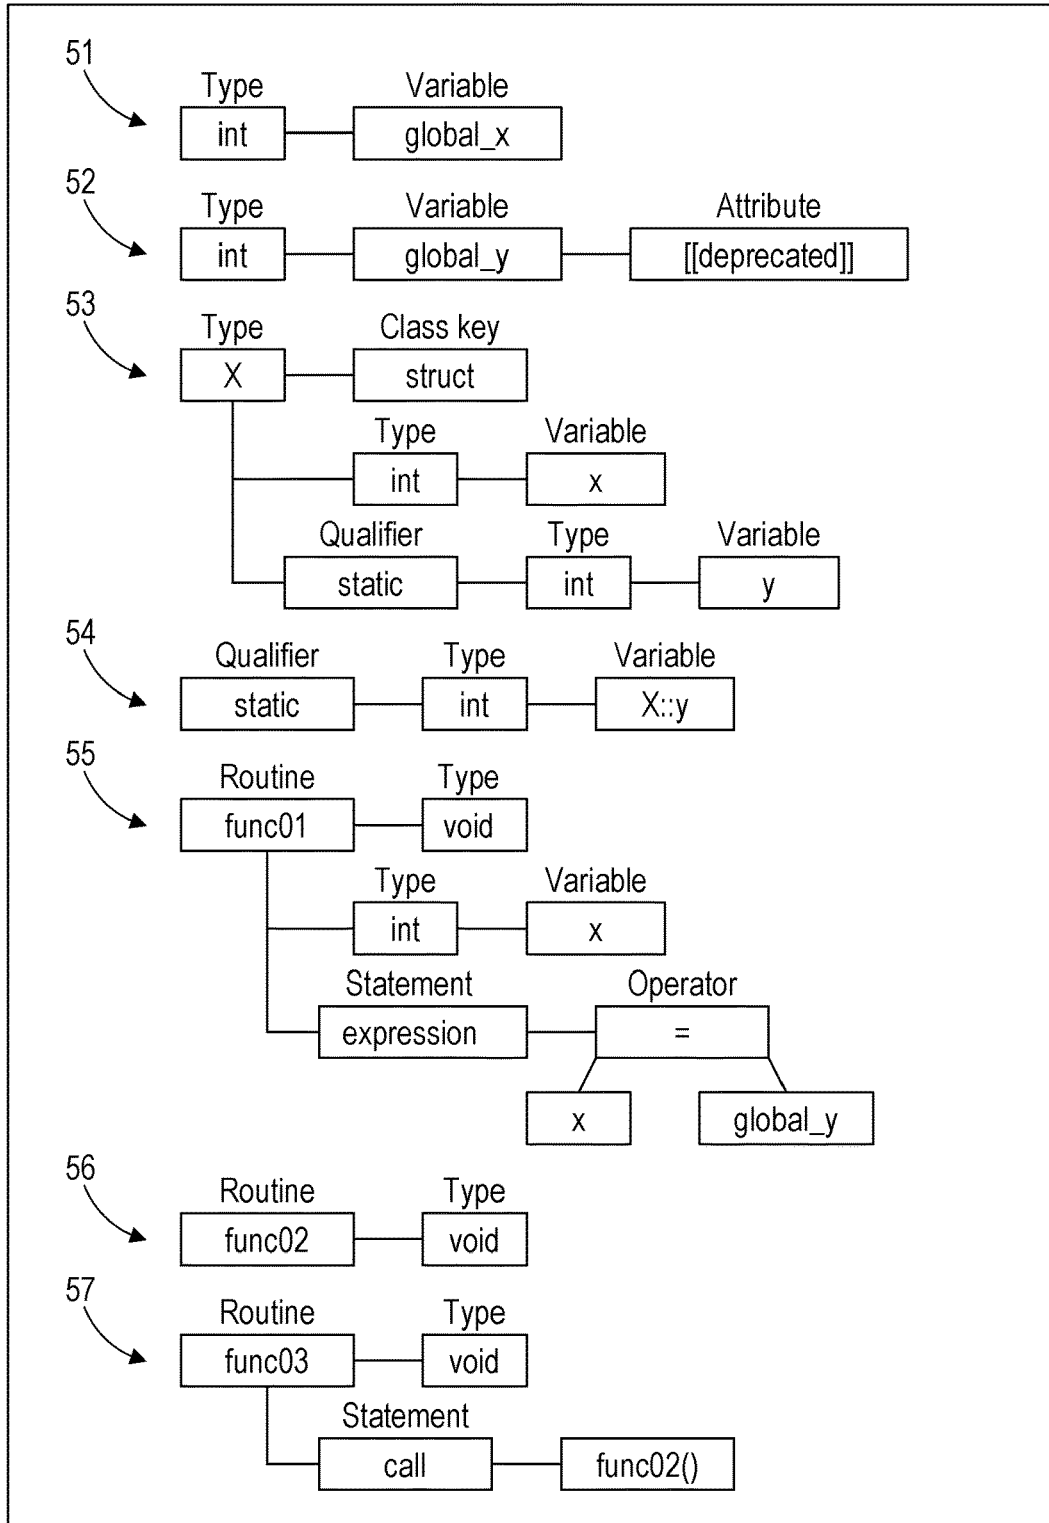 51
Type Variable
int global_x
52
Type Variable Attribute
int global_y [[deprecated]]
53
Type Class key
X struct
Type Variable
int x
Qualifier Type Variable
static int y
54
Qualifier Type Variable
static int X::y
55
Routine Type
func01 void
Type Variable
int x
Statement Operator
expression =
x global_y
56
Routine Type
func02 void
57
Routine Type
func03 void
Statement
call func02()